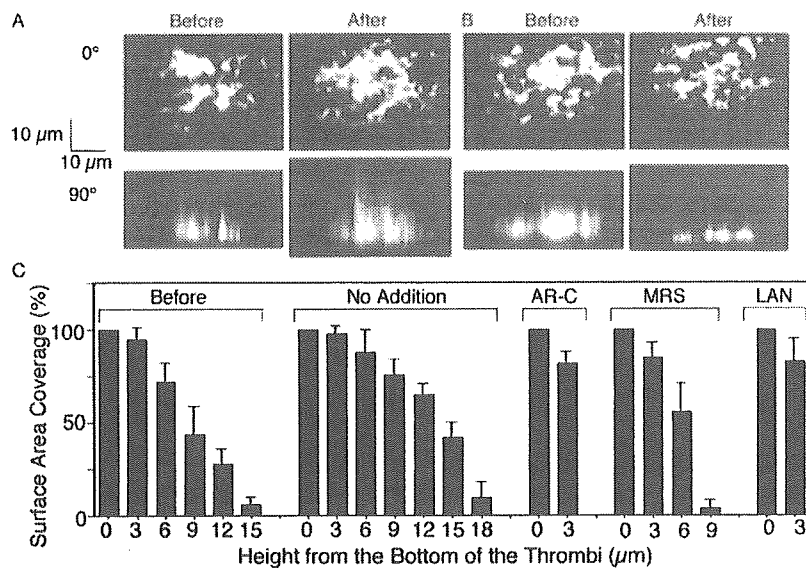 A Before After B Before After
0°
10 µm
10 µm
90°
C
Before No Addition AR-C MRS LAN
Surface Area Coverage (%)
100
50
0
0 3 6 9 12 15 0 3 6 9 12 15 18 0 3 0 3 6 9 0 3
Height from the Bottom of the Thrombi (µm)